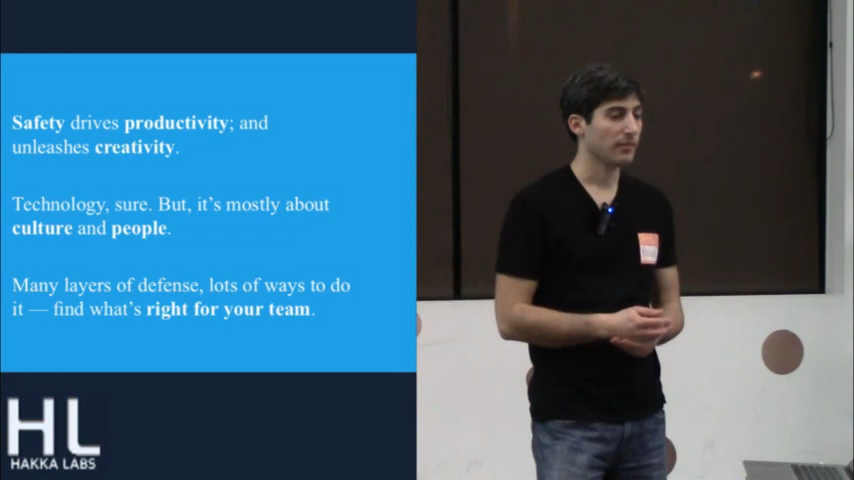 Safety drives productivity; and
unleashes creativity.
Technology, sure. But, it's mostly about
culture and people.
Many layers of defense, lots of ways to do
it — find what's right for your team.
HL
HAKKA LABS